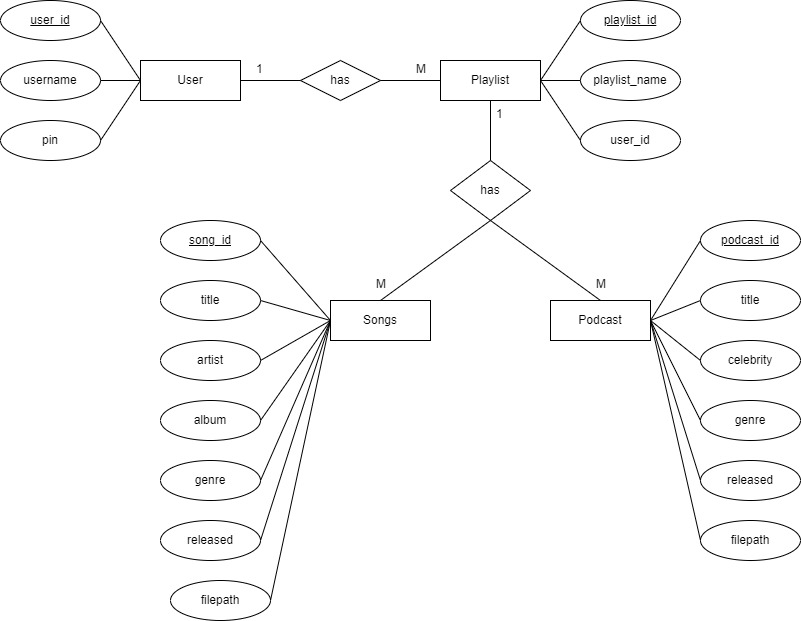 user_id
playlist_id
1
M
username
User
has
Playlist
playlist_name
1
pin
user_id
has
song_id
podcast_id
M
M
title
title
Songs
Podcast
artist
celebrity
album
genre
genre
released
released
filepath
filepath